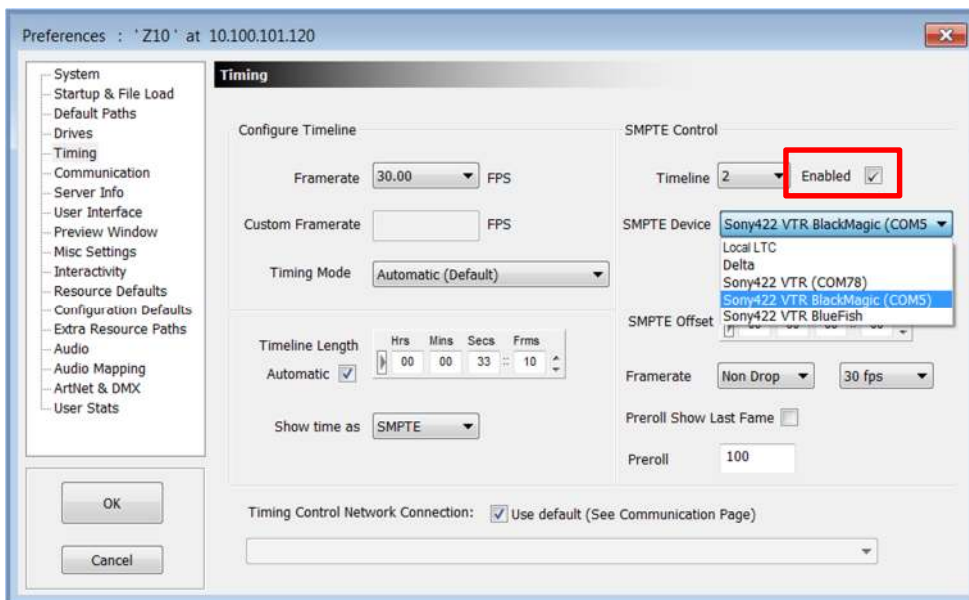 Preferences : 'Z10' at 10.100.101.120
System
Startup & File Load
Default Paths
Drives
Timing
Communication
Server Info
User Interface
Preview Window
Misc Settings
Interactivity
Resource Defaults
Configuration Defaults
Extra Resource Paths
Audio
Audio Mapping
ArtNet & DMX
User Stats
OK
Cancel
Timing
Configure Timeline
Framerate 30.00 FPS
Custom Framerate FPS
Timing Mode Automatic (Default)
Timeline Length
Automatic
Hrs Mins Secs Frms
00 00 33 :: 10
Show time as SMPTE
SMPTE Control
Timeline 2 Enabled
SMPTE Device Sony422 VTR BlackMagic (COM5
Local LTC
Delta
Sony422 VTR (COM78)
Sony422 VTR BlackMagic (COM5)
Sony422 VTR BlueFish
SMPTE Offset
Framerate Non Drop 30 fps
Preroll Show Last Fame
Preroll 100
Timing Control Network Connection: Use default (See Communication Page)